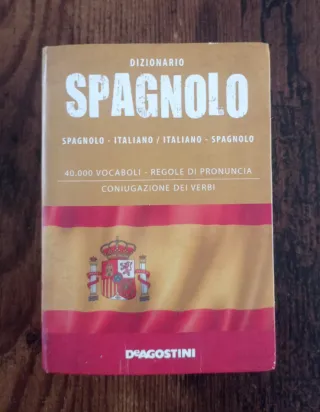 DIZIONARIO
SPAGNOLO
SPAGNOLO - ITALIANO / ITALIANO - SPAGNOLO
40.000 VOCABOLI - REGOLE DI PRONUNCIA
CONIUGAZIONE DEI VERBI
DeAGOSTINI